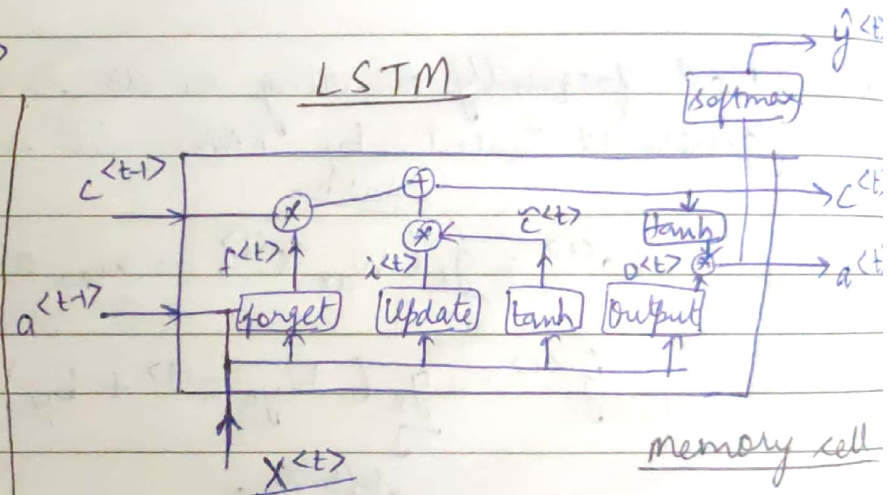 ŷ<t>
LSTM
softmax
c<t-1>
×
+
c<t>
c̃<t>
tanh
*
f<t>
i<t>
o<t>
*
a<t>
a<t-1>
forget
Update
tanh
Output
X<t>
memory cell